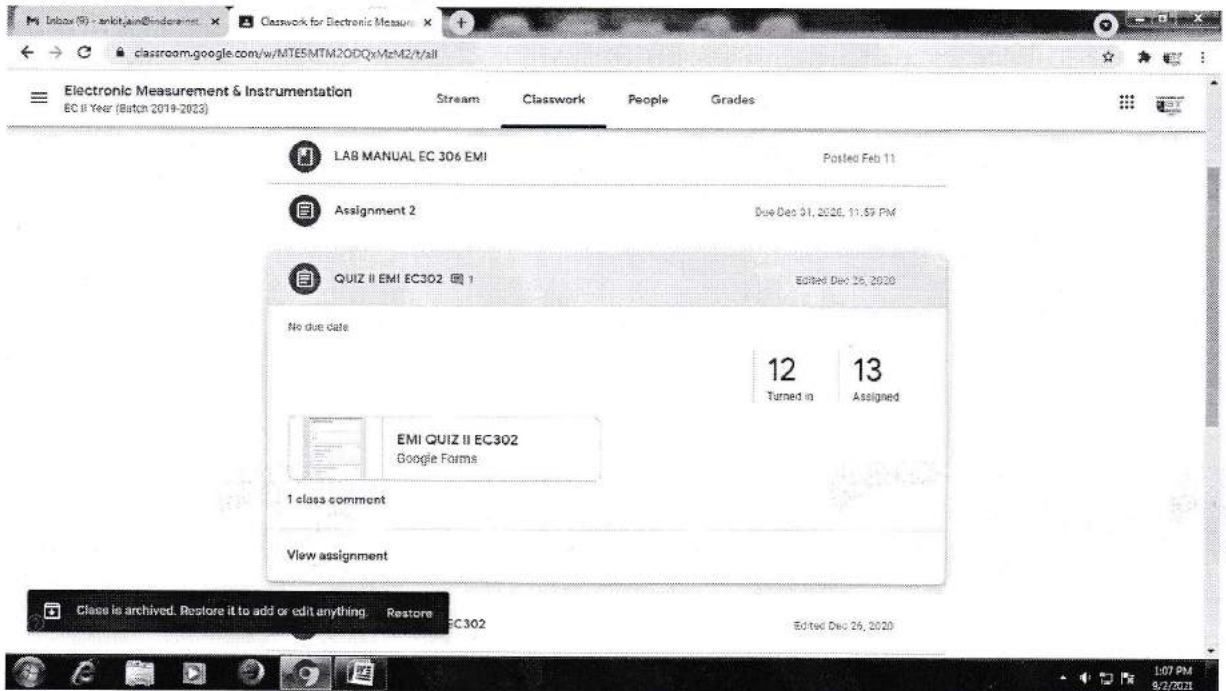 Inbox (9) - ankit.jain@indoreinst
Classwork for Electronic Measure
classroom.google.com/w/MTE5MTM2ODQxMzM2/t/all
Electronic Measurement & Instrumentation
EC II Year (Batch 2019-2023)
Stream Classwork People Grades
LAB MANUAL EC 306 EMI Posted Feb 11
Assignment 2 Due Dec 31, 2020, 11:59 PM
QUIZ II EMI EC302 1 Edited Dec 26, 2020
No due date
12 13
Turned in Assigned
EMI QUIZ II EC302
Google Forms
1 class comment
View assignment
Class is archived. Restore it to add or edit anything. Restore
EC302 Edited Dec 26, 2020
1:07 PM
9/2/2021